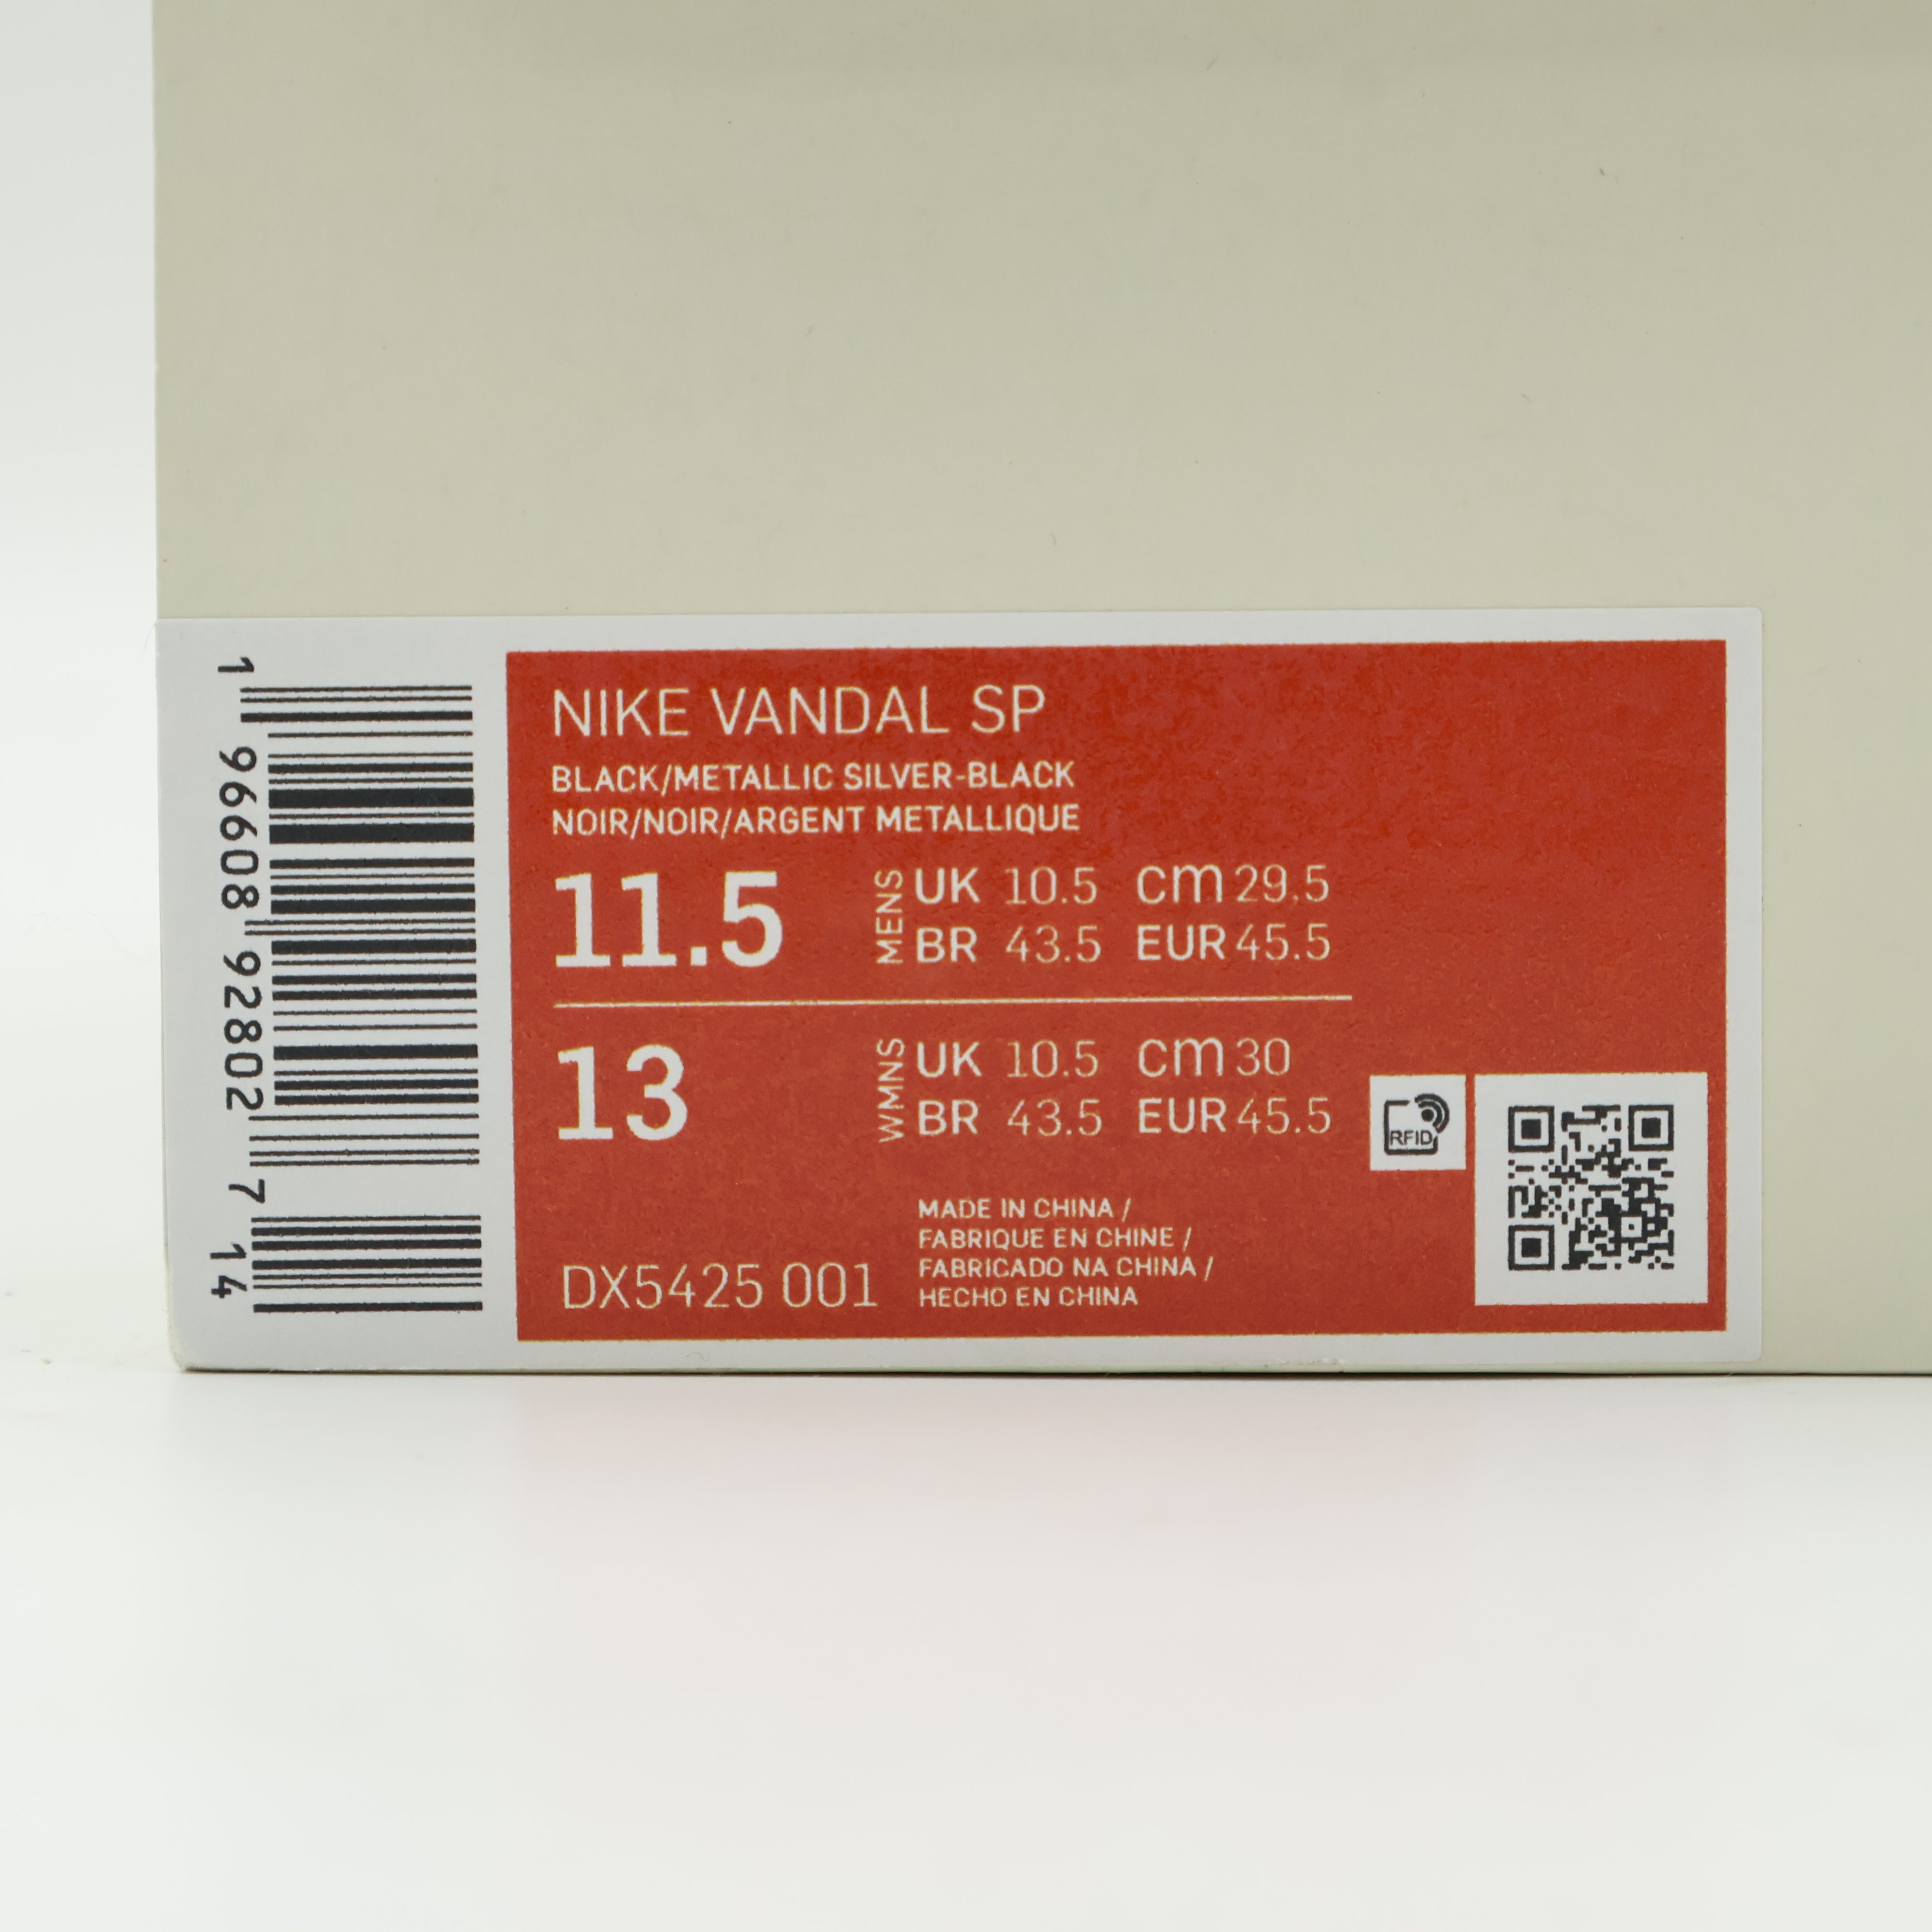 1 96608 92802 7 14
NIKE VANDAL SP
BLACK/METALLIC SILVER-BLACK
NOIR/NOIR/ARGENT METALLIQUE
11.5 MENS UK 10.5 cm 29.5
BR 43.5 EUR 45.5
13 WMNS UK 10.5 cm 30
BR 43.5 EUR 45.5
RFID
MADE IN CHINA /
FABRIQUE EN CHINE /
FABRICADO NA CHINA /
HECHO EN CHINA
DX5425 001